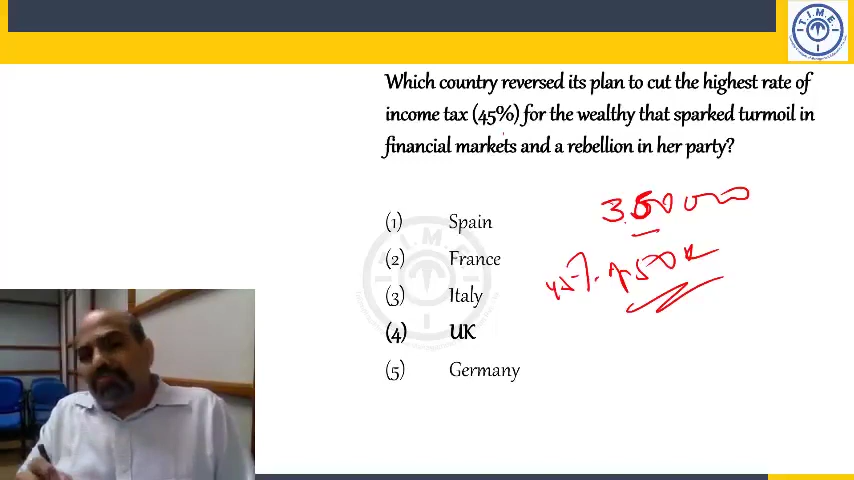 T.I.M.E.
Which country reversed its plan to cut the highest rate of
income tax (45%) for the wealthy that sparked turmoil in
financial markets and a rebellion in her party?
(1) Spain
(2) France
(3) Italy
(4) UK
(5) Germany
45%. 150K